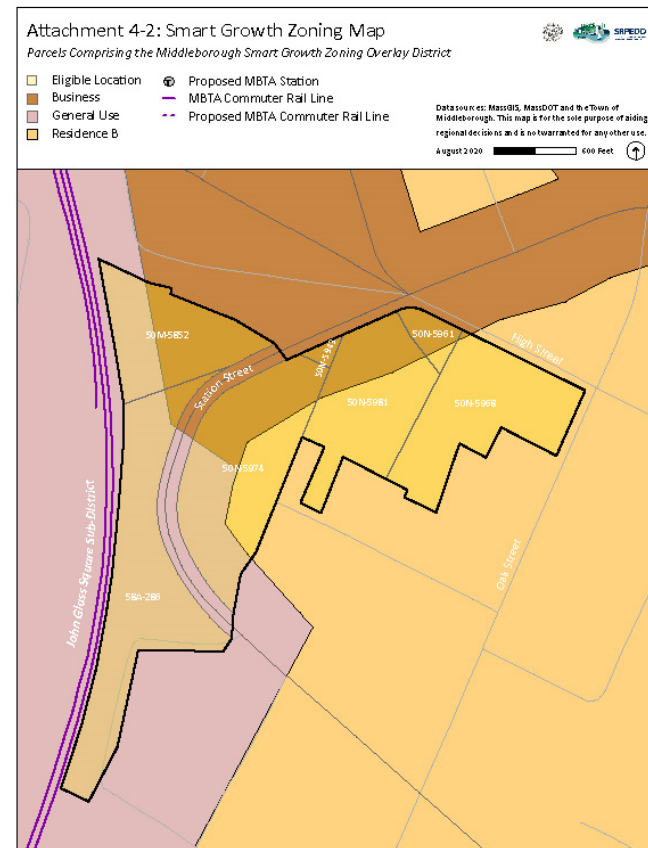 Attachment 4-2: Smart Growth Zoning Map
Parcels Comprising the Middleborough Smart Growth Zoning Overlay District
SRPEDD
Eligible Location
Business
General Use
Residence B
Proposed MBTA Station
MBTA Commuter Rail Line
Proposed MBTA Commuter Rail Line
Data sources: MassGIS, MassDOT and the Town of
Middleborough. This map is for the sole purpose of aiding
regional decisions and is not warranted for any other use.
August 2020
600 Feet
50M-5852
50N-5961
High Street
Station Street
50N-5981
50N-5968
50N-5974
John Glass Square Sub-District
Oak Street
58A-286